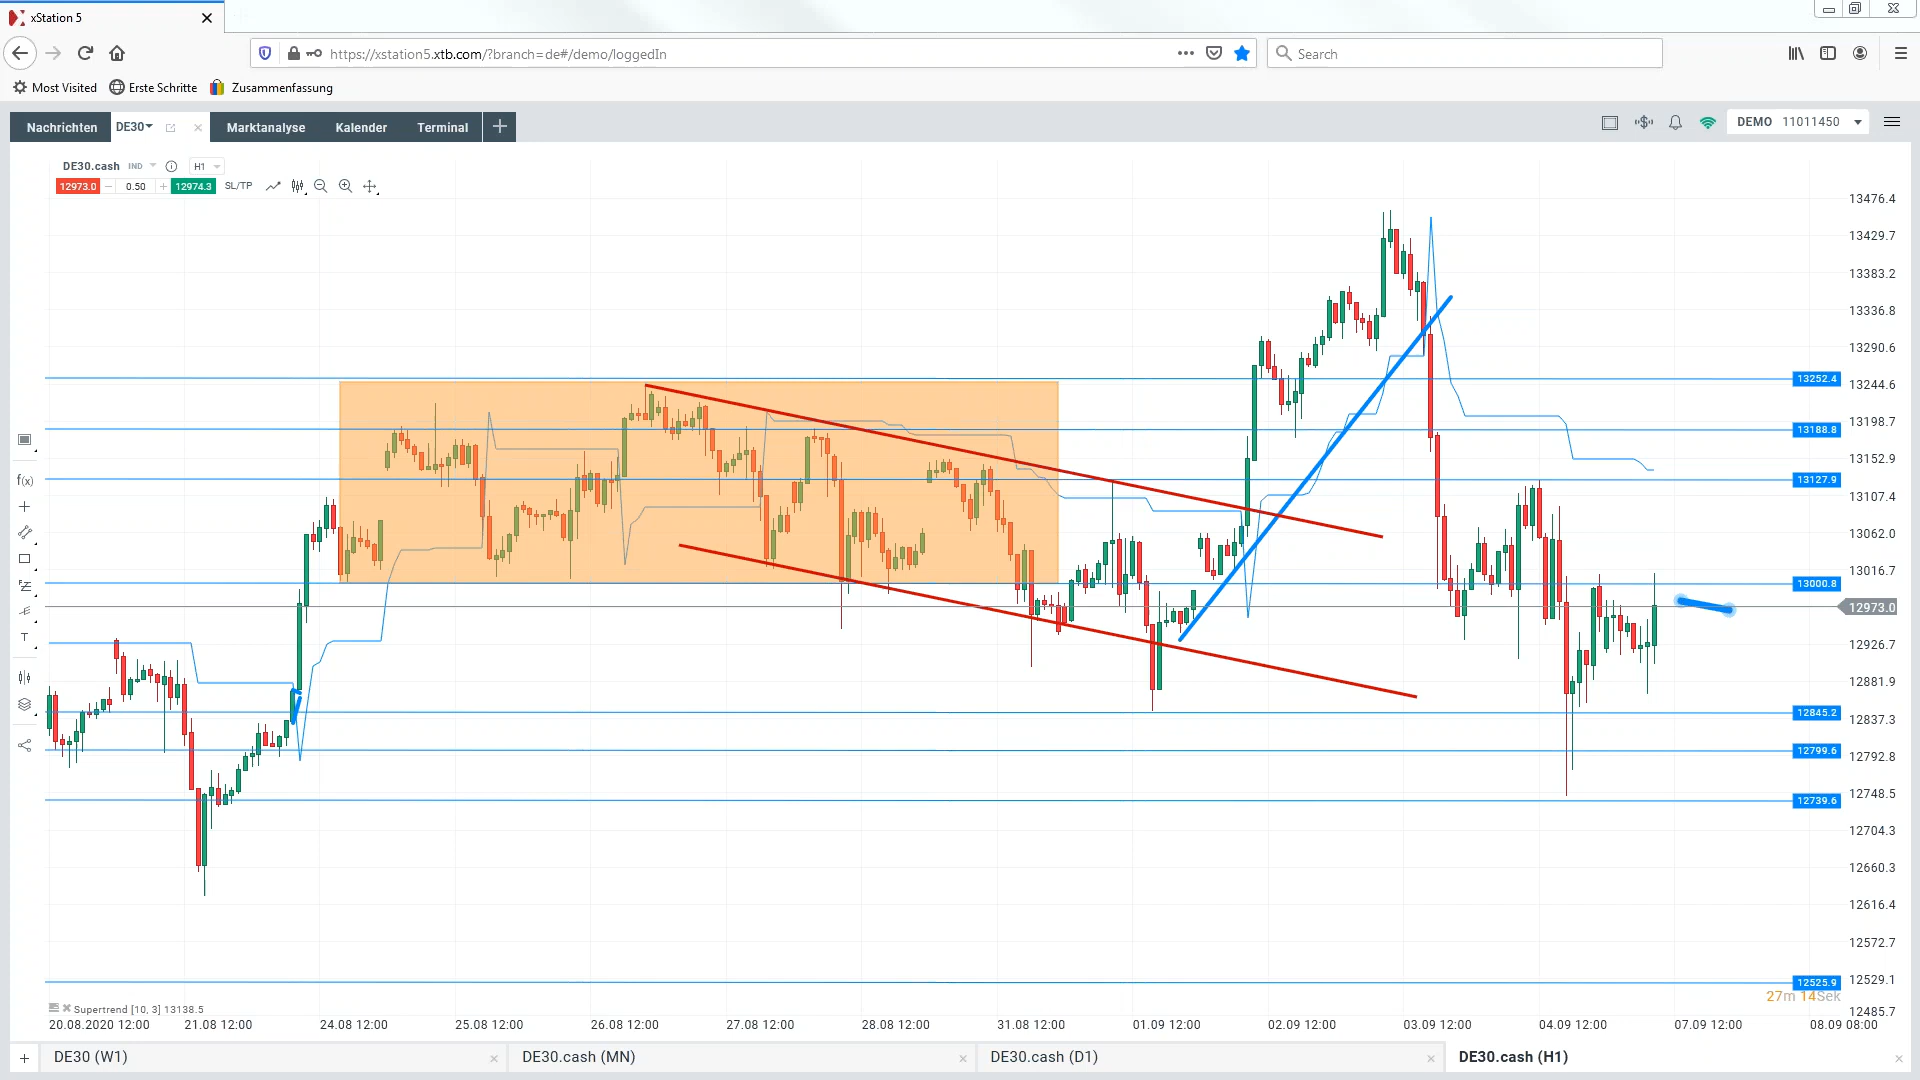 xStation 5
https://xstation5.xtb.com/?branch=de#/demo/loggedIn
Search
Most Visited
Erste Schritte
Zusammenfassung
Nachrichten
DE30
Marktanalyse
Kalender
Terminal
DEMO 11011450
DE30.cash IND H1
12973.0 0.50 12974.3 SL/TP
f(x)
T
13476.4
13429.7
13383.2
13336.8
13290.6
13252.4
13244.6
13198.7
13188.8
13152.9
13127.9
13107.4
13062.0
13016.7
13000.8
12973.0
12926.7
12881.9
12845.2
12837.3
12799.6
12792.8
12748.5
12739.6
12704.3
12660.3
12616.4
12572.7
12529.1
12525.9
27m 14Sek
12485.7
Supertrend [10, 3] 13138.5
20.08.2020 12:00
21.08 12:00
24.08 12:00
25.08 12:00
26.08 12:00
27.08 12:00
28.08 12:00
31.08 12:00
01.09 12:00
02.09 12:00
03.09 12:00
04.09 12:00
07.09 12:00
08.09 08:00
DE30 (W1)
DE30.cash (MN)
DE30.cash (D1)
DE30.cash (H1)